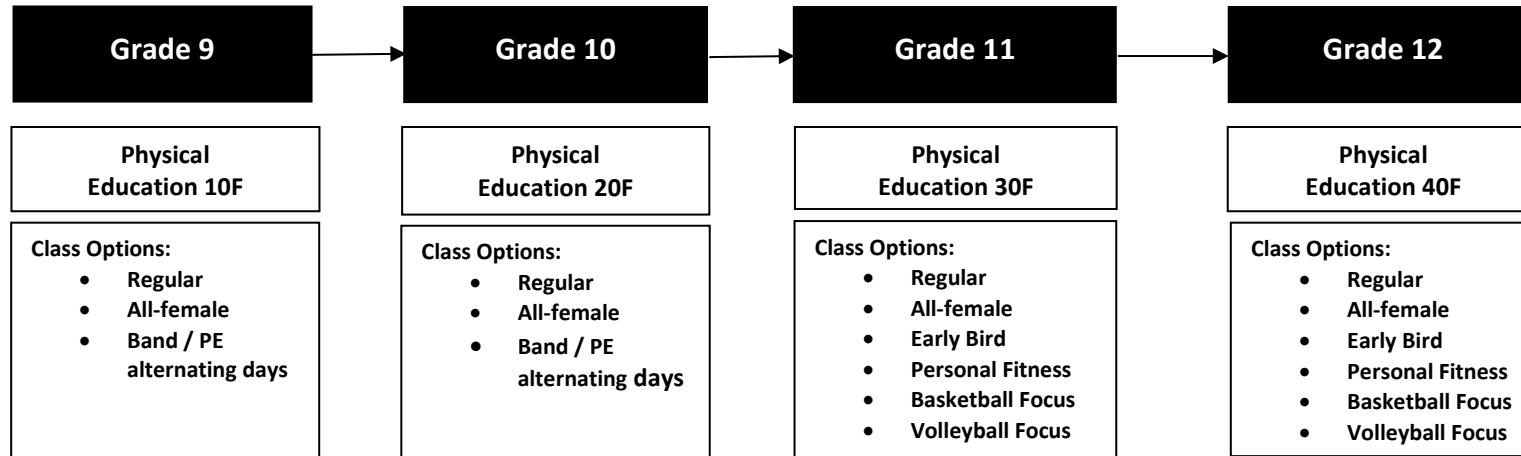 Grade 9
Grade 10
Grade 11
Grade 12
Physical
Education 10F
Physical
Education 20F
Physical
Education 30F
Physical
Education 40F
Class Options:
• Regular
• All-female
• Band / PE
alternating days
Class Options:
• Regular
• All-female
• Band / PE
alternating days
Class Options:
• Regular
• All-female
• Early Bird
• Personal Fitness
• Basketball Focus
• Volleyball Focus
Class Options:
• Regular
• All-female
• Early Bird
• Personal Fitness
• Basketball Focus
• Volleyball Focus